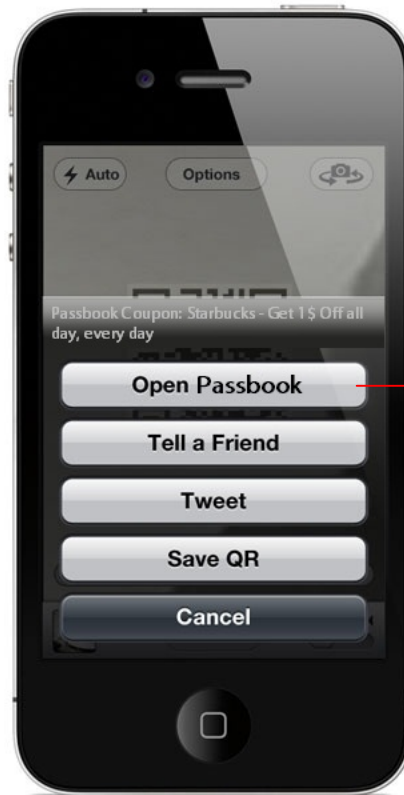 Auto
Options
Passbook Coupon: Starbucks - Get 1$ Off all
day, every day
Open Passbook
Tell a Friend
Tweet
Save QR
Cancel